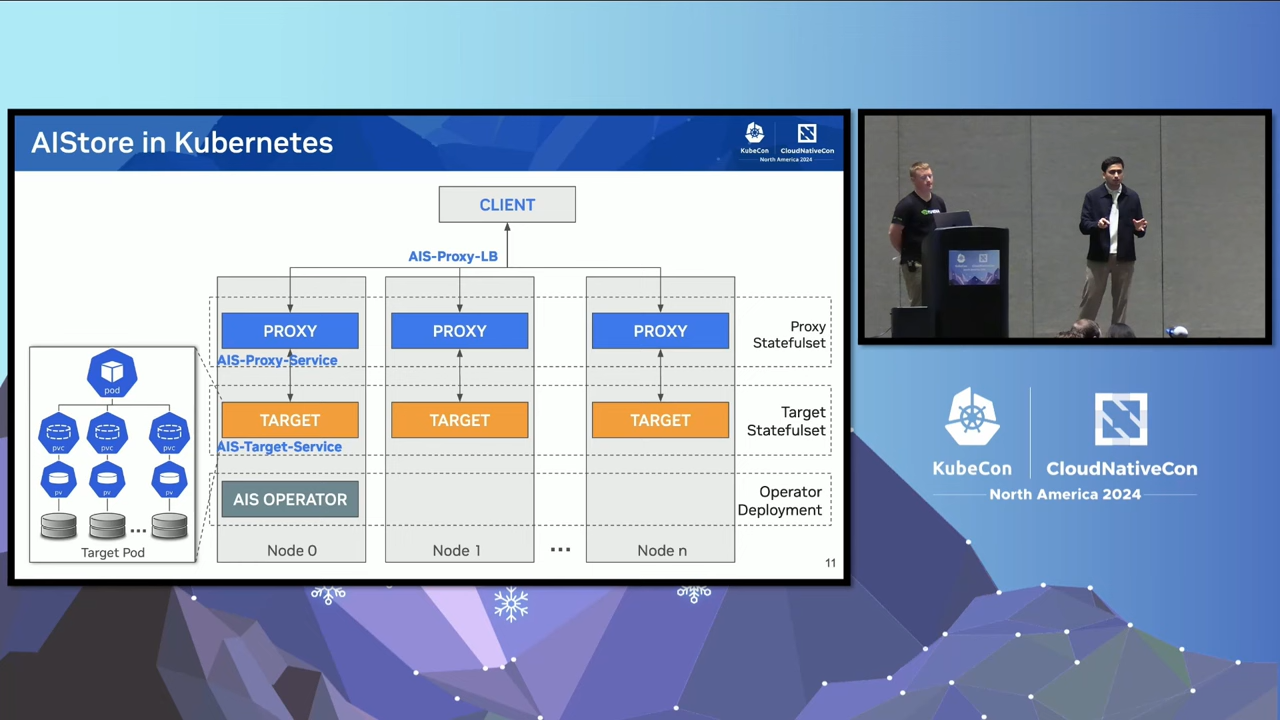 AIStore in Kubernetes
KubeCon
CloudNativeCon
North America 2024
CLIENT
AIS-Proxy-LB
PROXY
PROXY
PROXY
Proxy
Statefulset
AIS-Proxy-Service
TARGET
TARGET
TARGET
Target
Statefulset
AIS-Target-Service
AIS OPERATOR
Operator
Deployment
Node 0
Node 1
...
Node n
pod
pvc
pvc
pvc
pv
pv
pv
...
Target Pod
11
KubeCon
CloudNativeCon
North America 2024